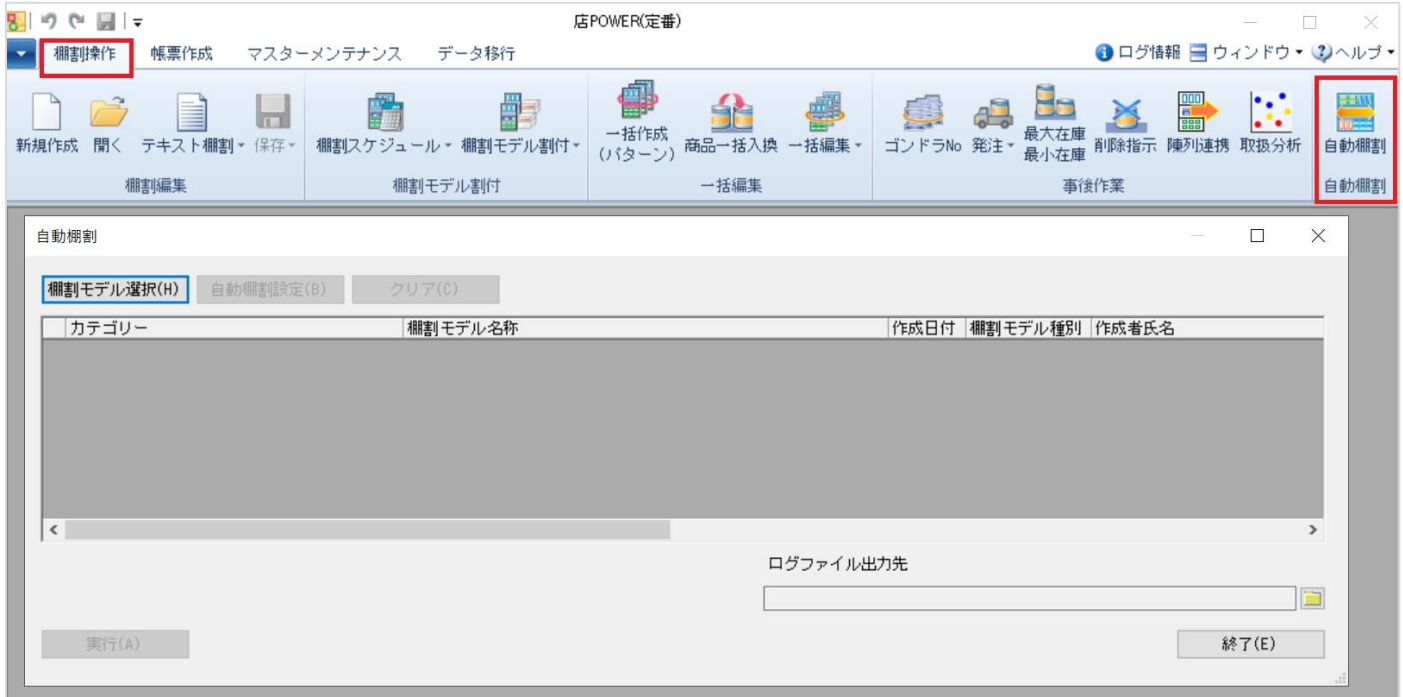 店POWER(定番)
棚割操作 帳票作成 マスターメンテナンス データ移行 ログ情報 ウィンドウ ヘルプ
新規作成 開く テキスト棚割 保存 棚割スケジュール 棚割モデル割付 一括作成(パターン) 商品一括入換 一括編集 ゴンドラNo 発注 最大在庫最小在庫 削除指示 陳列連携 取扱分析 自動棚割
棚割編集 棚割モデル割付 一括編集 事後作業 自動棚割
自動棚割
棚割モデル選択(H) 自動棚割設定(B) クリア(C)
カテゴリー 棚割モデル名称 作成日付 棚割モデル種別 作成者氏名
ログファイル出力先
実行(A) 終了(E)